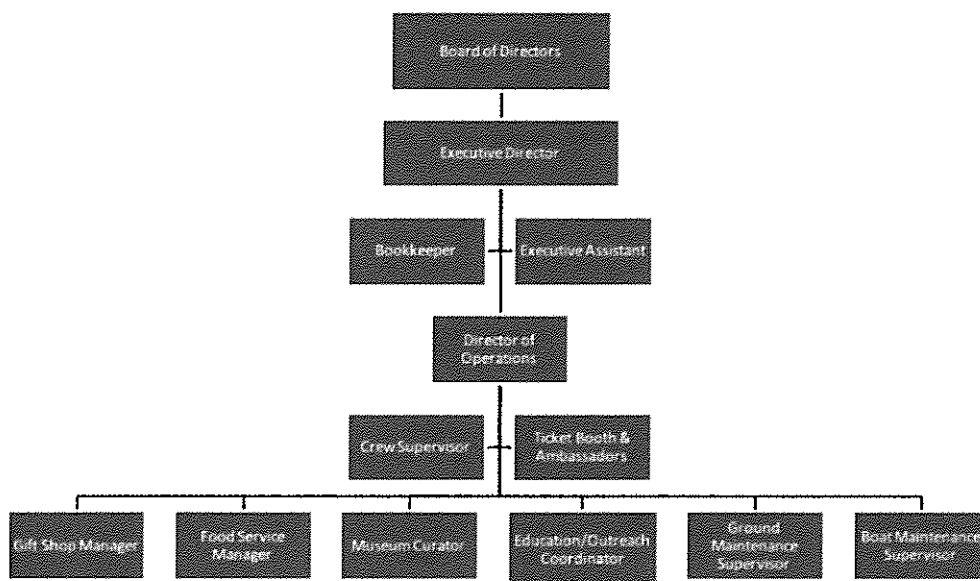 Board of Directors
Executive Director
Bookkeeper
Executive Assistant
Director of
Operations
Crew Supervisor
Ticket Booth &
Ambassadors
Gift Shop Manager
Food Service
Manager
Museum Curator
Education/Outreach
Coordinator
Ground
Maintenance
Supervisor
Boat Maintenance
Supervisor